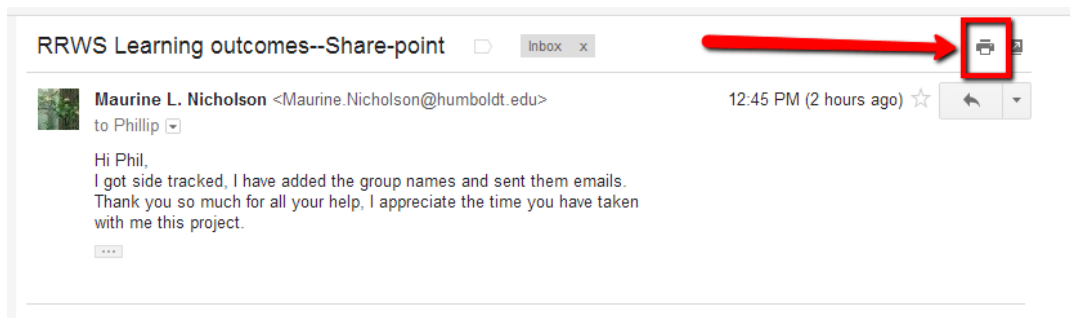 RRWS Learning outcomes--Share-point Inbox x
Maurine L. Nicholson <Maurine.Nicholson@humboldt.edu> 12:45 PM (2 hours ago)
to Phillip
Hi Phil,
I got side tracked, I have added the group names and sent them emails.
Thank you so much for all your help, I appreciate the time you have taken
with me this project.
...